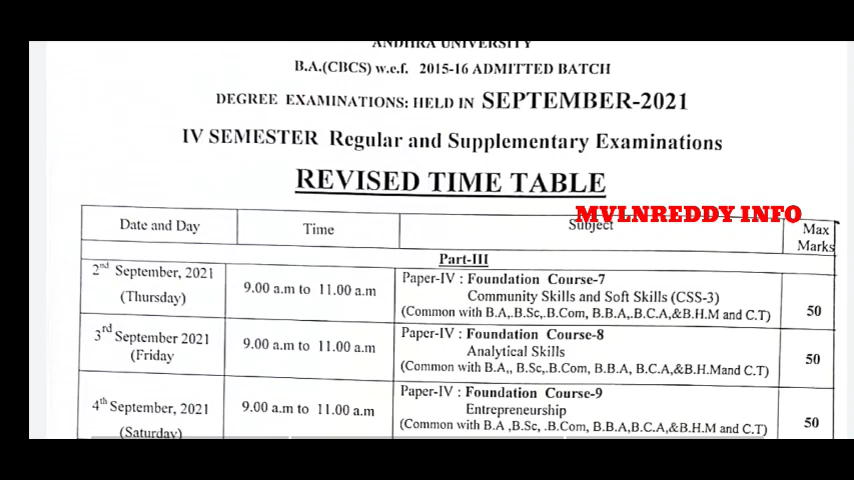 ANDHRA UNIVERSITY
B.A.(CBCS) w.e.f. 2015-16 ADMITTED BATCH
DEGREE EXAMINATIONS: HELD IN SEPTEMBER-2021
IV SEMESTER Regular and Supplementary Examinations
REVISED TIME TABLE
MVLNREDDY INFO
Date and Day Time Subject Max Marks
Part-III
2nd September, 2021 (Thursday) 9.00 a.m to 11.00 a.m Paper-IV : Foundation Course-7
Community Skills and Soft Skills (CSS-3)
(Common with B.A,.B.Sc,.B.Com, B.B.A,.B.C.A,&B.H.M and C.T) 50
3rd September 2021 (Friday 9.00 a.m to 11.00 a.m Paper-IV : Foundation Course-8
Analytical Skills
(Common with B.A,, B.Sc,.B.Com, B.B.A, B.C.A,&B.H.Mand C.T) 50
4th September, 2021 (Saturday) 9.00 a.m to 11.00 a.m Paper-IV : Foundation Course-9
Entrepreneurship
(Common with B.A ,B.Sc, .B.Com, B.B.A,B.C.A,&B.H.M and C.T) 50